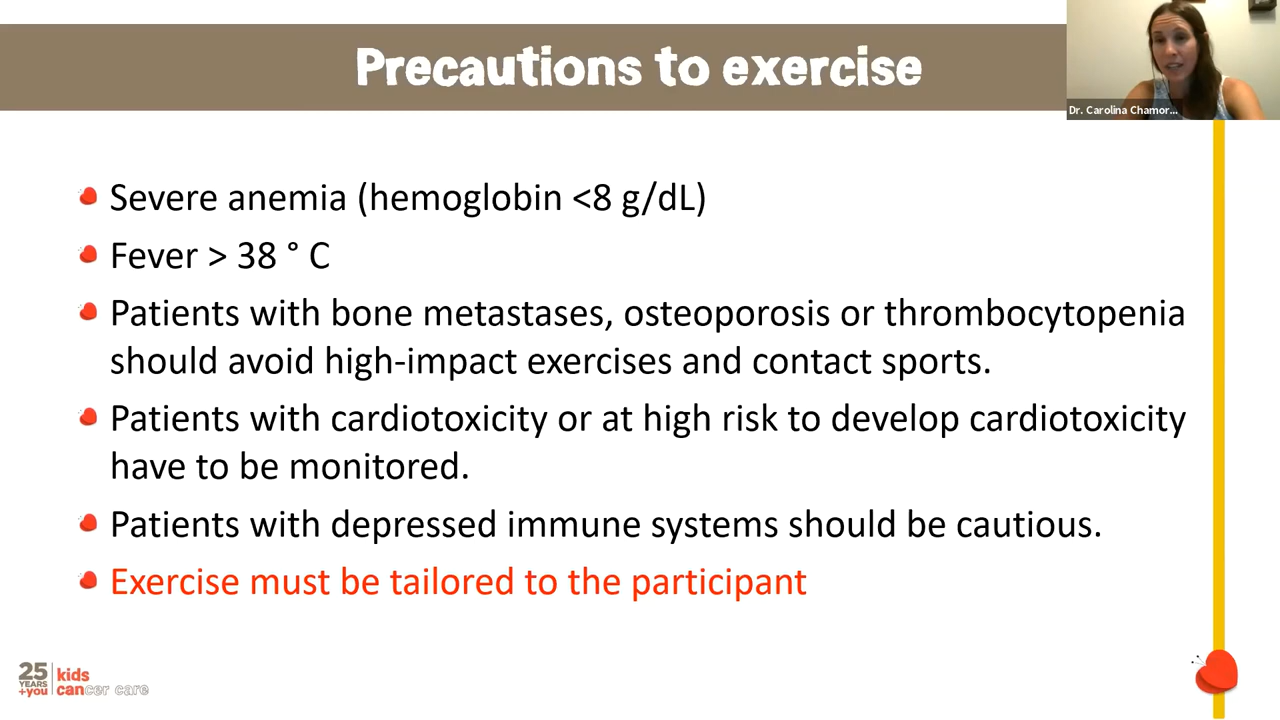 Precautions to exercise
Dr. Carolina Chamor...
Severe anemia (hemoglobin <8 g/dL)
Fever > 38 ° C
Patients with bone metastases, osteoporosis or thrombocytopenia
should avoid high-impact exercises and contact sports.
Patients with cardiotoxicity or at high risk to develop cardiotoxicity
have to be monitored.
Patients with depressed immune systems should be cautious.
Exercise must be tailored to the participant
25
YEARS
+you
kids
cancer care